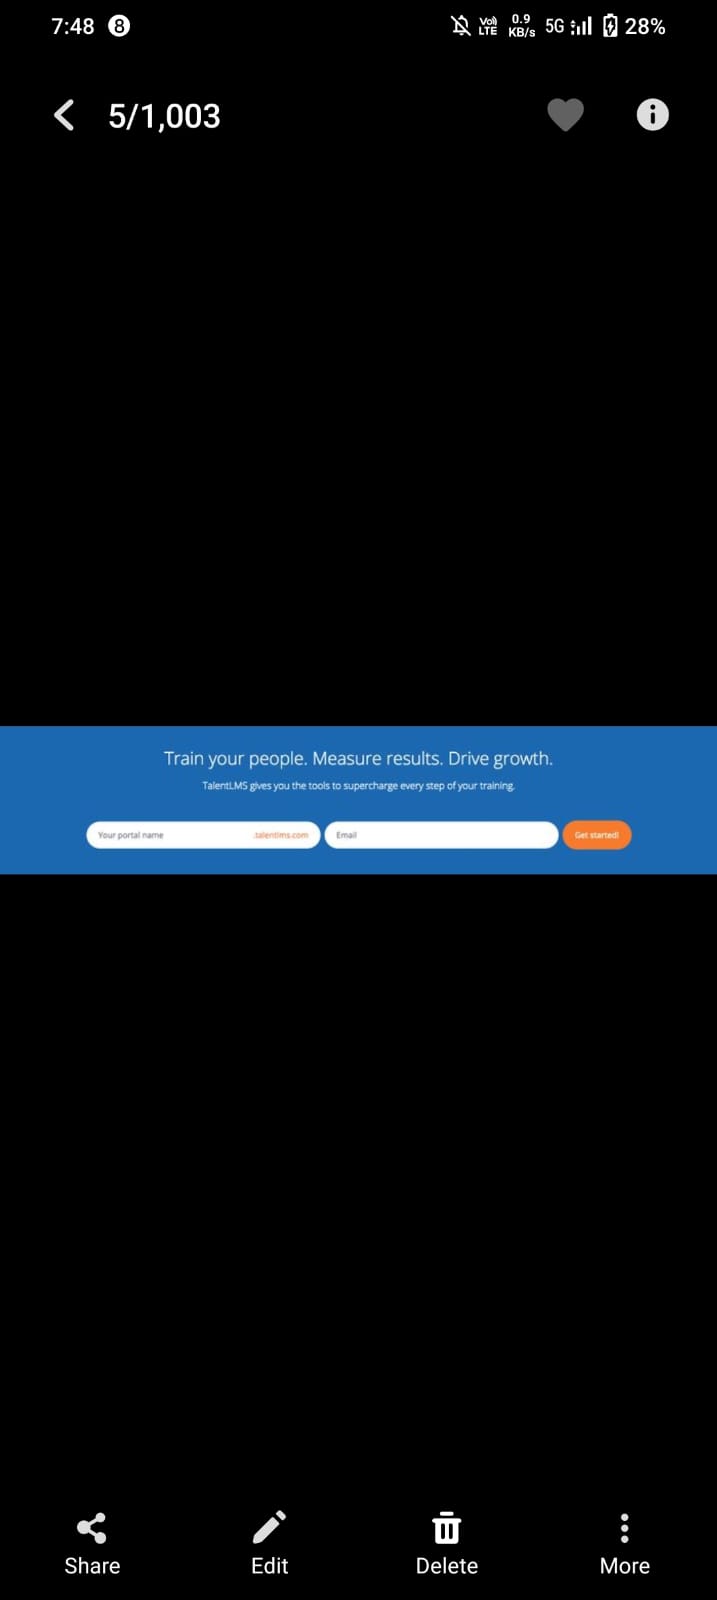 7:48 8 Vo) LTE 0.9 KB/s 5G 28%
5/1,003
Train your people. Measure results. Drive growth.
TalentLMS gives you the tools to supercharge every step of your training.
Your portal name .talentlms.com Email Get started!
Share Edit Delete More